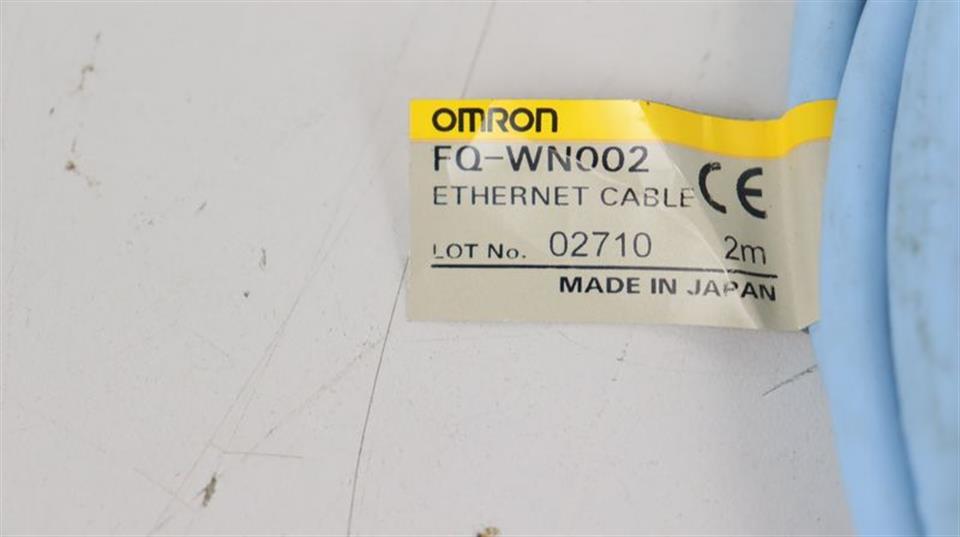 OMRON
FQ-WN002
ETHERNET CABLE CE
LOT No. 02710 2m
MADE IN JAPAN